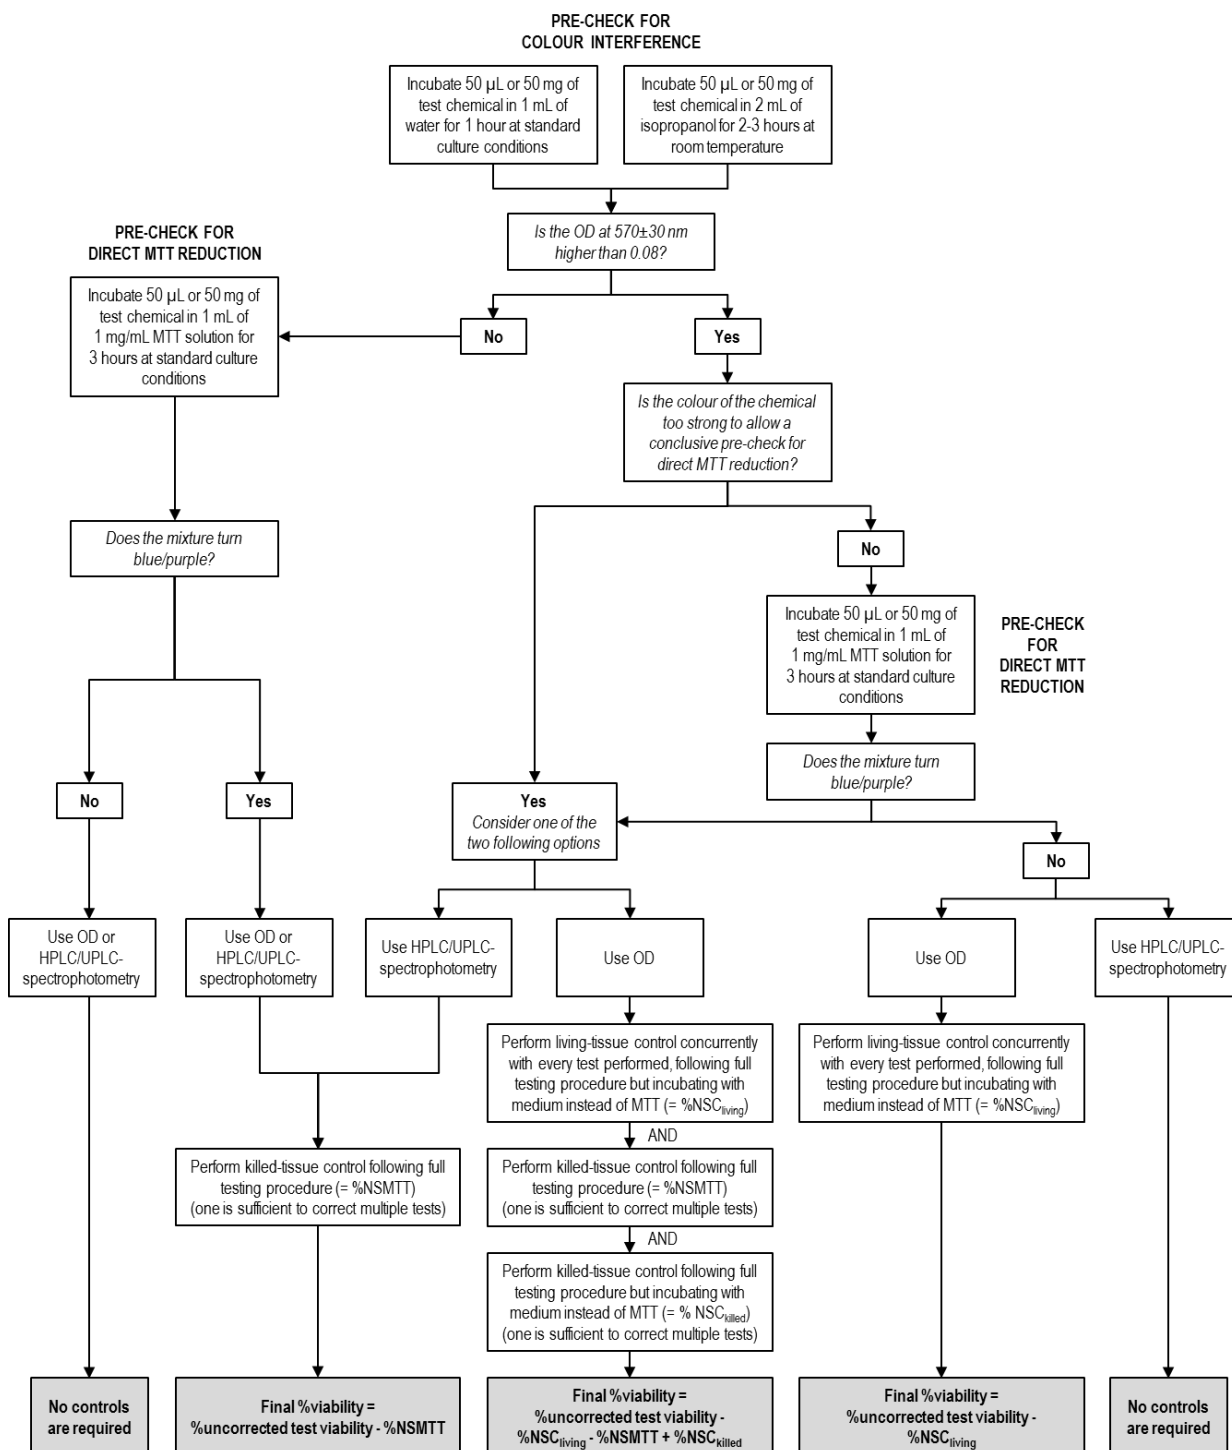 PRE-CHECK FOR
COLOUR INTERFERENCE
Incubate 50 µL or 50 mg of
test chemical in 1 mL of
water for 1 hour at standard
culture conditions
Incubate 50 µL or 50 mg of
test chemical in 2 mL of
isopropanol for 2-3 hours at
room temperature
Is the OD at 570±30 nm
higher than 0.08?
PRE-CHECK FOR
DIRECT MTT REDUCTION
Incubate 50 µL or 50 mg of
test chemical in 1 mL of
1 mg/mL MTT solution for
3 hours at standard culture
conditions
No
Yes
Is the colour of the chemical
too strong to allow a
conclusive pre-check for
direct MTT reduction?
Does the mixture turn
blue/purple?
No
Incubate 50 µL or 50 mg of
test chemical in 1 mL of
1 mg/mL MTT solution for
3 hours at standard culture
conditions
PRE-CHECK
FOR
DIRECT MTT
REDUCTION
Does the mixture turn
blue/purple?
No
Yes
Yes
Consider one of the
two following options
No
Use OD or
HPLC/UPLC-
spectrophotometry
Use OD or
HPLC/UPLC-
spectrophotometry
Use HPLC/UPLC-
spectrophotometry
Use OD
Use OD
Use HPLC/UPLC-
spectrophotometry
Perform living-tissue control concurrently
with every test performed, following full
testing procedure but incubating with
medium instead of MTT (= %NSCliving)
Perform living-tissue control concurrently
with every test performed, following full
testing procedure but incubating with
medium instead of MTT (= %NSCliving)
AND
Perform killed-tissue control following full
testing procedure (= %NSMTT)
(one is sufficient to correct multiple tests)
Perform killed-tissue control following full
testing procedure (= %NSMTT)
(one is sufficient to correct multiple tests)
AND
Perform killed-tissue control following full
testing procedure but incubating with
medium instead of MTT (= % NSCkilled)
(one is sufficient to correct multiple tests)
No controls
are required
Final %viability =
%uncorrected test viability - %NSMTT
Final %viability =
%uncorrected test viability -
%NSCliving - %NSMTT + %NSCkilled
Final %viability =
%uncorrected test viability -
%NSCliving
No controls
are required